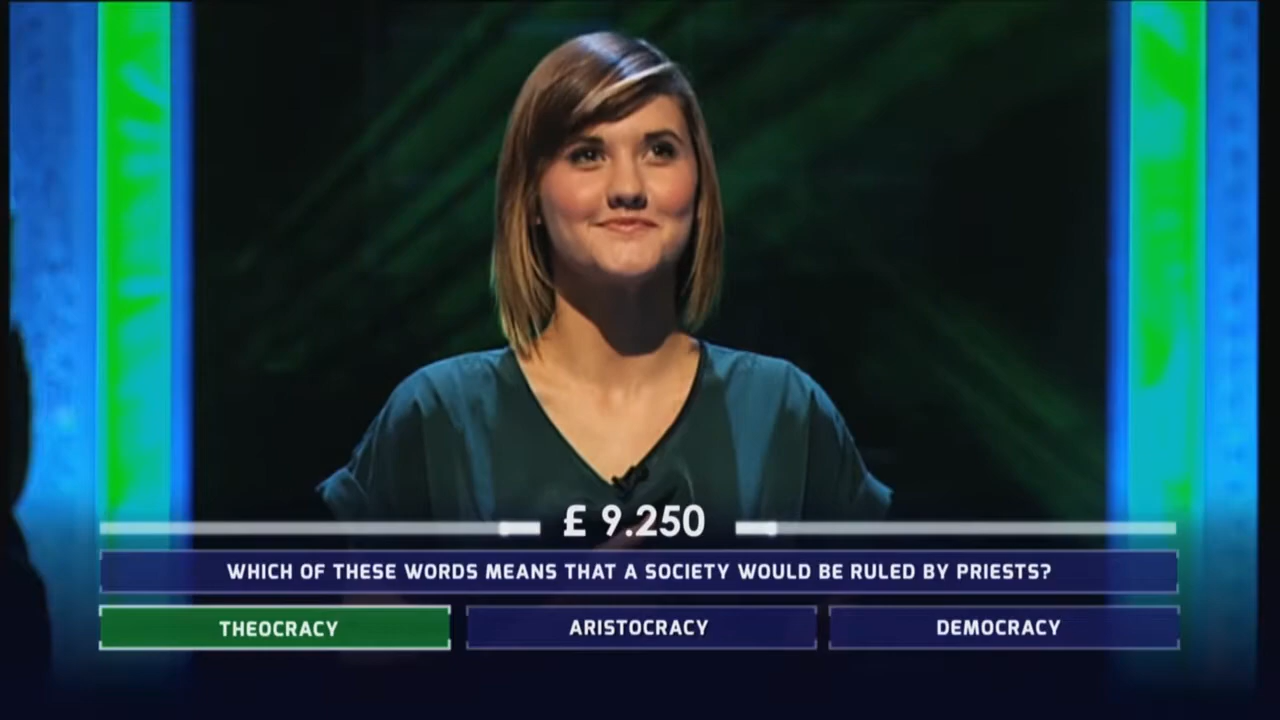 £ 9.250
WHICH OF THESE WORDS MEANS THAT A SOCIETY WOULD BE RULED BY PRIESTS?
THEOCRACY
ARISTOCRACY
DEMOCRACY